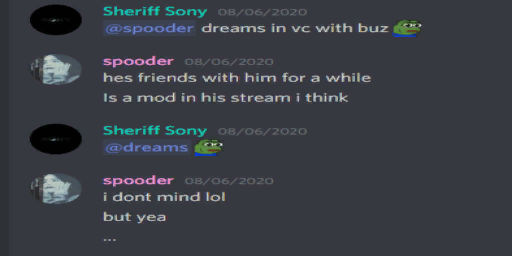 Sheriff Sony 08/06/2020
@spooder dreams in vc with buz
spooder 08/06/2020
hes friends with him for a while
Is a mod in his stream i think
Sheriff Sony 08/06/2020
@dreams
spooder 08/06/2020
i dont mind lol
but yea
...